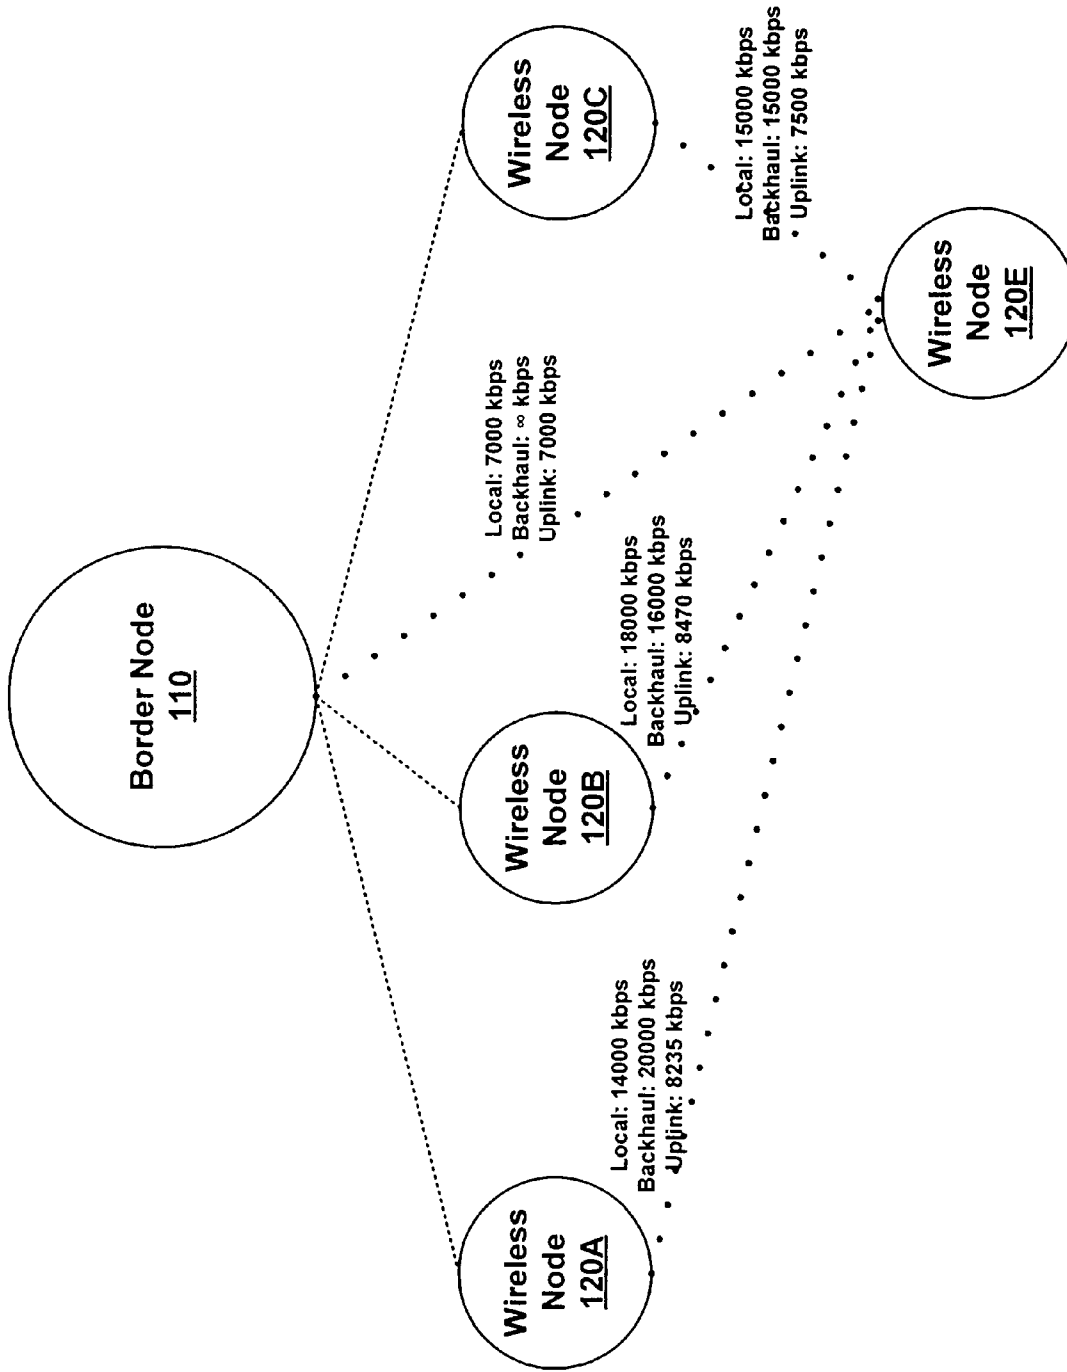 Border Node
110
Wireless
Node
120A
Wireless
Node
120B
Wireless
Node
120C
Local: 14000 kbps
Backhaul: 20000 kbps
Uplink: 8235 kbps
Local: 18000 kbps
Backhaul: 16000 kbps
Uplink: 8470 kbps
Local: 7000 kbps
Backhaul: ∞ kbps
Uplink: 7000 kbps
Local: 15000 kbps
Backhaul: 15000 kbps
Uplink: 7500 kbps
Wireless
Node
120E